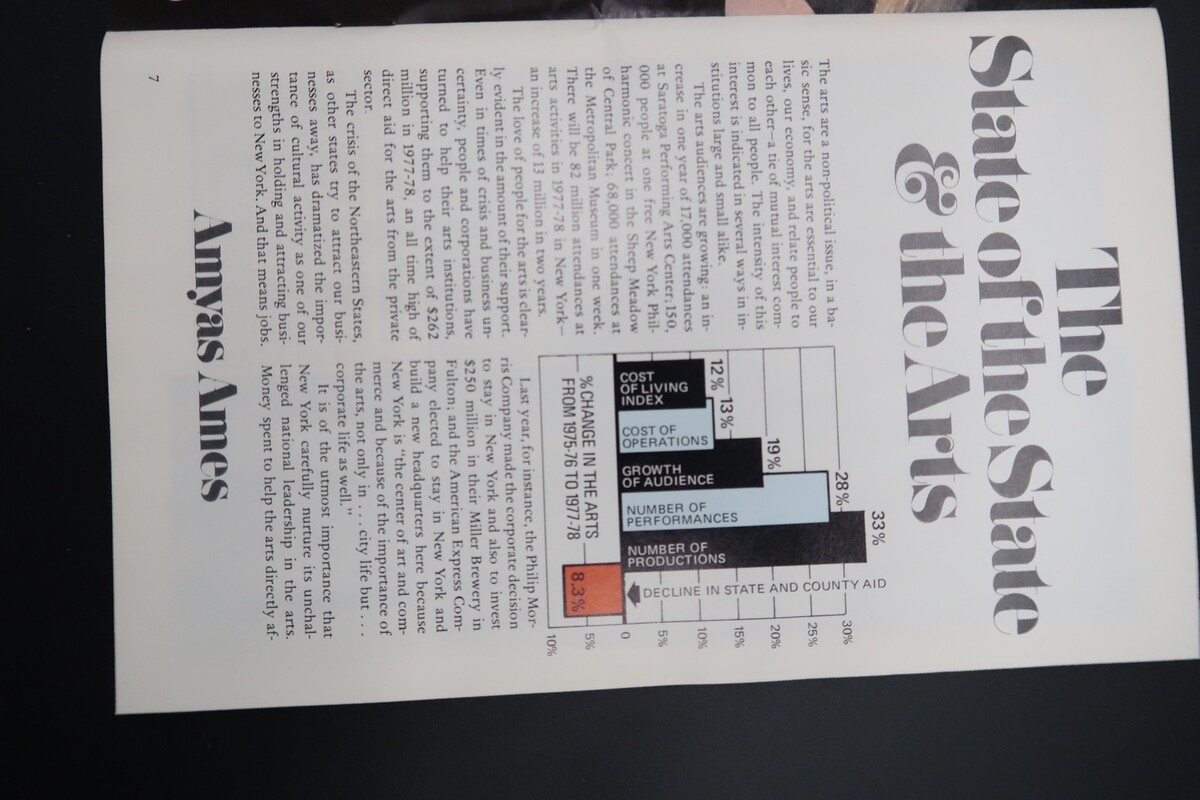 The
State of the State
& the Arts
The arts are a non-political issue, in a ba-
sic sense, for the arts are essential to our
lives, our economy, and relate people to
each other—a tie of mutual interest com-
mon to all people. The intensity of this
interest is indicated in several ways in in-
stitutions large and small alike.
The arts audiences are growing: an in-
crease in one year of 17,000 attendances
at Saratoga Performing Arts Center; 150,
000 people at one free New York Phil-
harmonic concert in the Sheep Meadow
of Central Park; 68,000 attendances at
the Metropolitan Museum in one week.
There will be 82 million attendances at
arts activities in 1977-78 in New York—
an increase of 13 million in two years.
The love of people for the arts is clear-
ly evident in the amount of their support.
Even in times of crisis and business un-
certainty, people and corporations have
turned to help their arts institutions,
supporting them to the extent of $262
million in 1977-78, an all time high of
direct aid for the arts from the private
sector.
The crisis of the Northeastern States,
as other states try to attract our busi-
nesses away, has dramatized the impor-
tance of cultural activity as one of our
strengths in holding and attracting busi-
nesses to New York. And that means jobs.
33%
28%
19%
13%
12%
30%
25%
20%
15%
10%
5%
0
5%
10%
COST
OF LIVING
INDEX
COST OF
OPERATIONS
GROWTH
OF AUDIENCE
NUMBER OF
PERFORMANCES
NUMBER OF
PRODUCTIONS
DECLINE IN STATE AND COUNTY AID
8.3%
% CHANGE IN THE ARTS
FROM 1975-76 TO 1977-78
Last year, for instance, the Philip Mor-
ris Company made the corporate decision
to stay in New York and also to invest
$250 million in their Miller Brewery in
Fulton; and the American Express Com-
pany elected to stay in New York and
build a new headquarters here because
New York is "the center of art and com-
merce and because of the importance of
the arts, not only in . . . city life but . . .
corporate life as well."
It is of the utmost importance that
New York carefully nurture its unchal-
lenged national leadership in the arts.
Money spent to help the arts directly af-
Amyas Ames
7